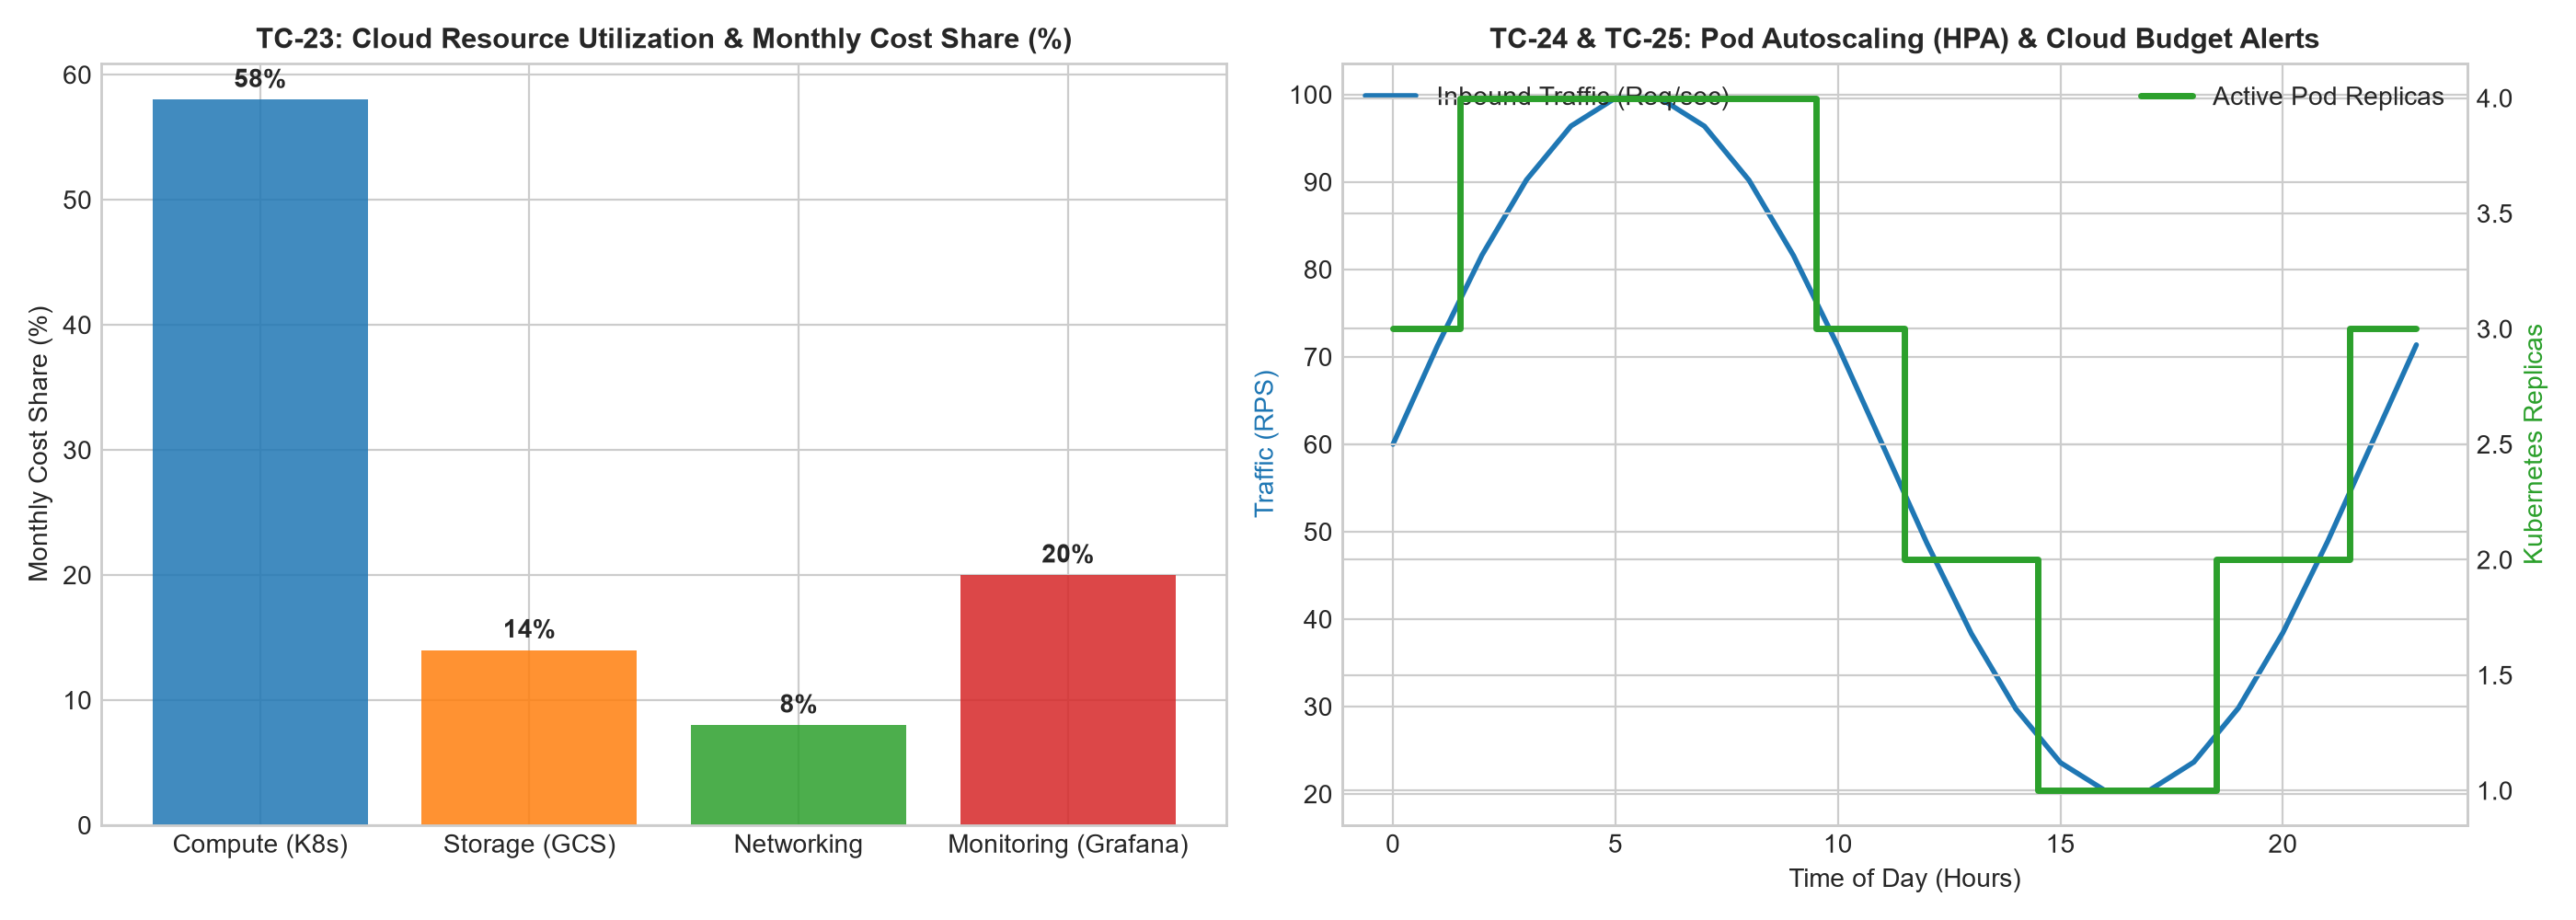 TC-23: Cloud Resource Utilization & Monthly Cost Share (%)
Monthly Cost Share (%)
60
50
40
30
20
10
0
58%
14%
8%
20%
Compute (K8s)
Storage (GCS)
Networking
Monitoring (Grafana)
TC-24 & TC-25: Pod Autoscaling (HPA) & Cloud Budget Alerts
Inbound Traffic (Req/sec)
Active Pod Replicas
Traffic (RPS)
100
90
80
70
60
50
40
30
20
4.0
3.5
3.0
2.5
2.0
1.5
1.0
Kubernetes Replicas
0
5
10
15
20
Time of Day (Hours)